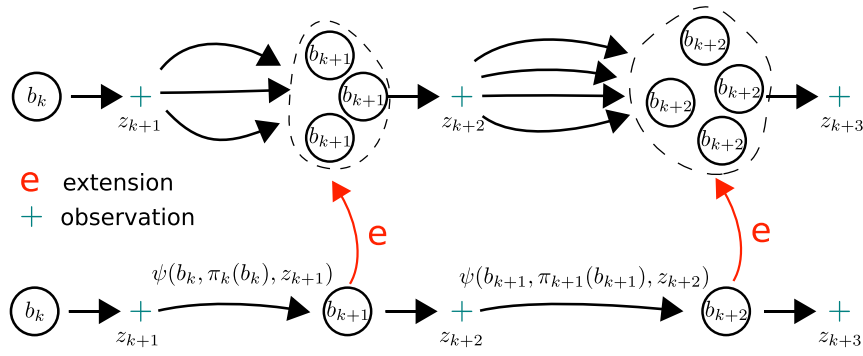 b_{k+1}
b_{k+2}
b_k
b_{k+1}
b_{k+2}
b_{k+2}
z_{k+1}
b_{k+1}
z_{k+2}
b_{k+2}
z_{k+3}
e extension
+ observation
e
e
ψ(b_k, π_k(b_k), z_{k+1})
ψ(b_{k+1}, π_{k+1}(b_{k+1}), z_{k+2})
b_k
b_{k+1}
b_{k+2}
z_{k+1}
z_{k+2}
z_{k+3}